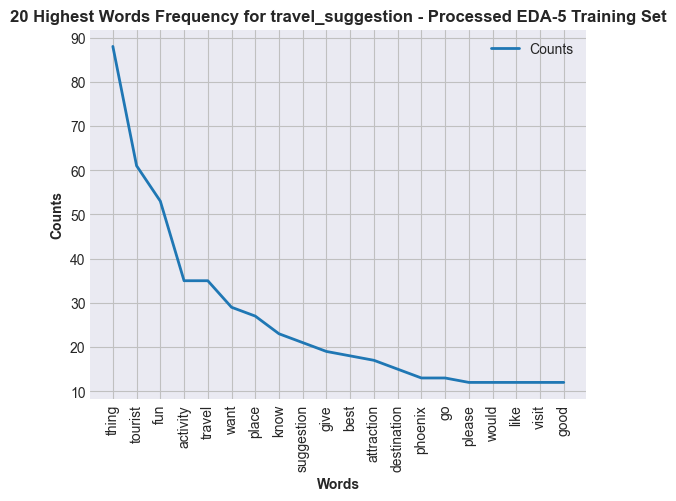 20 Highest Words Frequency for travel_suggestion - Processed EDA-5 Training Set
Counts
90
80
70
60
50
40
30
20
10
Counts
thing
tourist
fun
activity
travel
want
place
know
suggestion
give
best
attraction
destination
phoenix
go
please
would
like
visit
good
Words